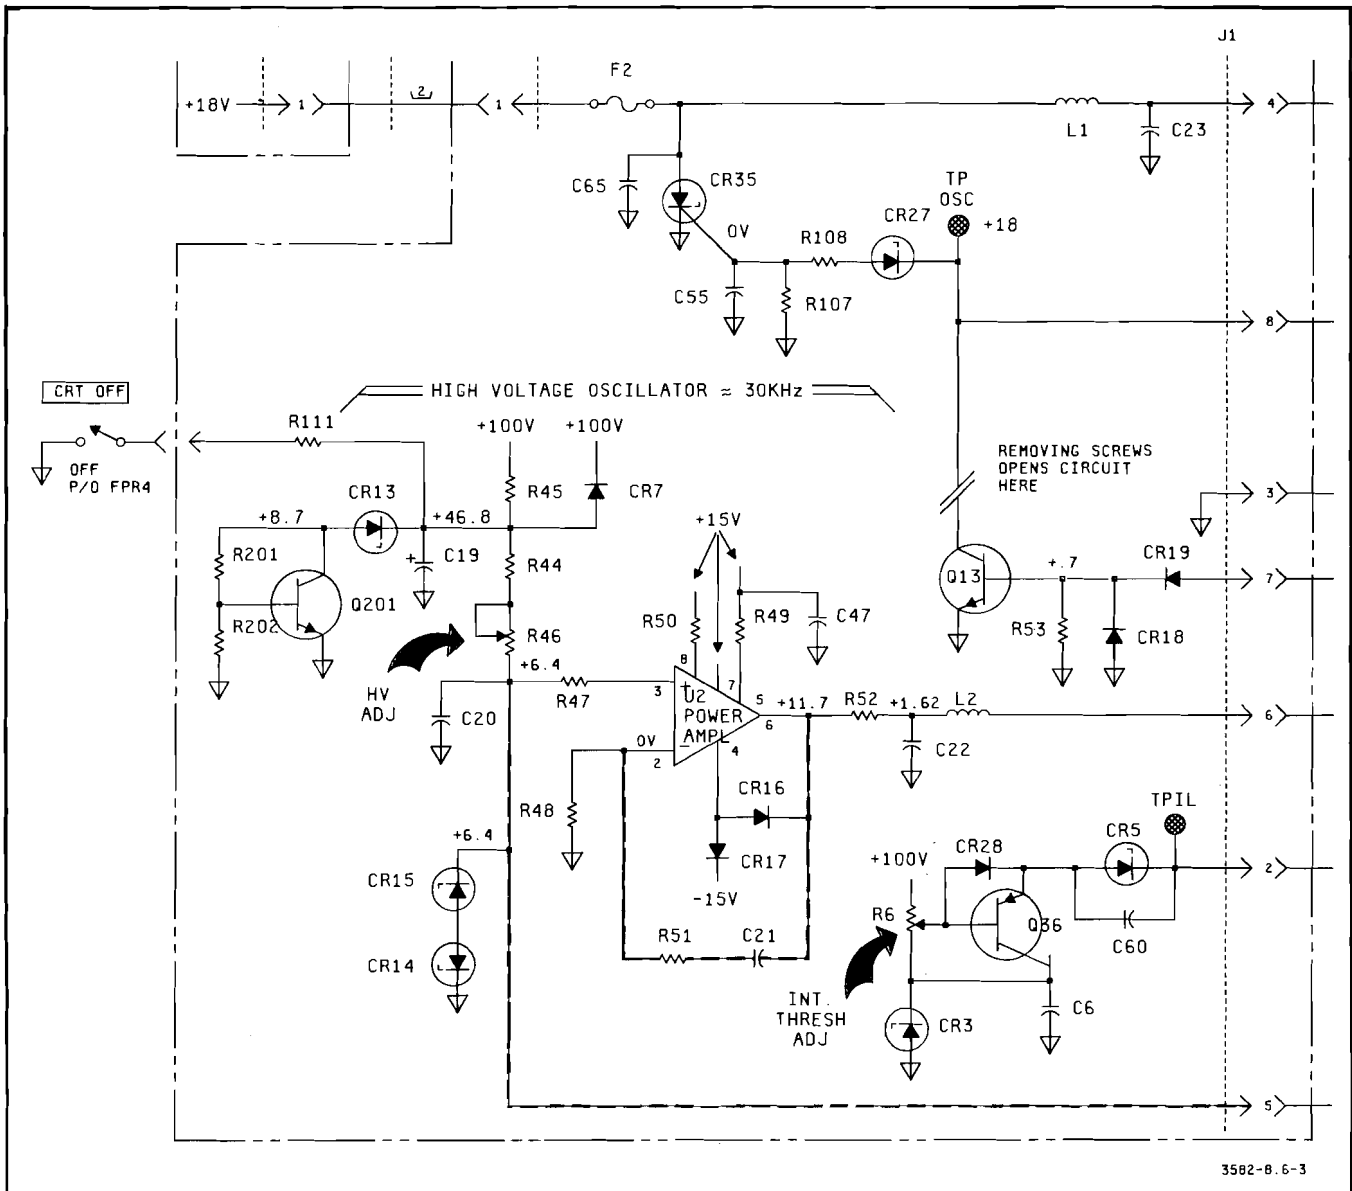 J1
F2
+18V
1
2
1
4
L1
C23
C65
CR35
TP
OSC
CR27
+18
0V
R108
C55
R107
8
CRT OFF
HIGH VOLTAGE OSCILLATOR ≈ 30KHz
R111
+100V
+100V
OFF
P/O FPR4
REMOVING SCREWS
OPENS CIRCUIT
HERE
R45
CR7
3
CR13
+8.7
+46.8
+15V
R201
+
C19
R44
CR19
Q13
+.7
7
Q201
R50
R49
C47
R202
R46
R53
CR18
8
+6.4
7
HV
ADJ
R47
3
+
U2
5
+11.7
R52
+1.62
L2
C20
POWER
AMPL
6
6
0V
-
4
2
C22
R48
CR16
TPIL
+6.4
CR28
CR5
CR17
+100V
2
CR15
-15V
R6
Q36
R51
C21
C60
CR14
INT.
THRESH
ADJ
CR3
C6
5
3582-8.6-3